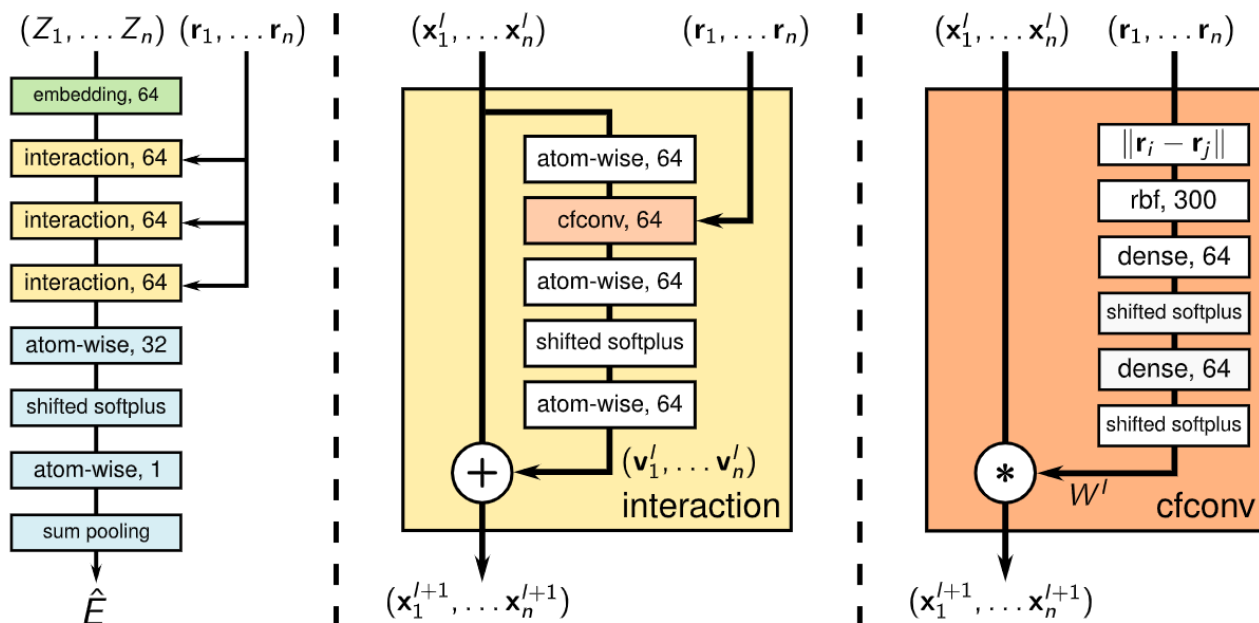 (Z₁, … Zₙ) (r₁, … rₙ)
embedding, 64
interaction, 64
interaction, 64
interaction, 64
atom-wise, 32
shifted softplus
atom-wise, 1
sum pooling
Ê
(x₁ˡ, … xₙˡ) (r₁, … rₙ)
atom-wise, 64
cfconv, 64
atom-wise, 64
shifted softplus
atom-wise, 64
+
(v₁ˡ, … vₙˡ)
interaction
(x₁ˡ⁺¹, … xₙˡ⁺¹)
(x₁ˡ, … xₙˡ) (r₁, … rₙ)
‖rᵢ − rⱼ‖
rbf, 300
dense, 64
shifted softplus
dense, 64
shifted softplus
*
Wˡ
cfconv
(x₁ˡ⁺¹, … xₙˡ⁺¹)